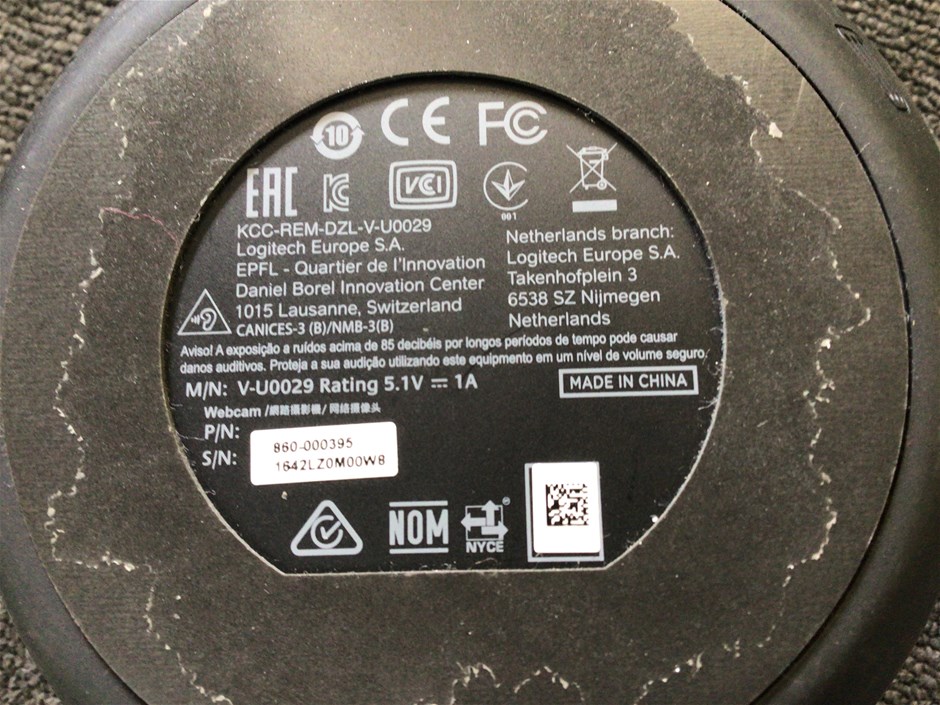 10 CE FC
EAC KC VCI 001
KCC-REM-DZL-V-U0029
Logitech Europe S.A.
EPFL - Quartier de l'Innovation
Daniel Borel Innovation Center
1015 Lausanne, Switzerland
CANICES-3 (B)/NMB-3(B)
Netherlands branch:
Logitech Europe S.A.
Takenhofplein 3
6538 SZ Nijmegen
Netherlands
Aviso! A exposição a ruídos acima de 85 decibéis por longos períodos de tempo pode causar
danos auditivos. Proteja a sua audição utilizando este equipamento em um nível de volume seguro.
M/N: V-U0029 Rating 5.1V ⎓ 1A
MADE IN CHINA
Webcam /網路攝影機/ 网络摄像头
P/N: 860-000395
S/N: 1642LZ0M00W8
NOM NYCE